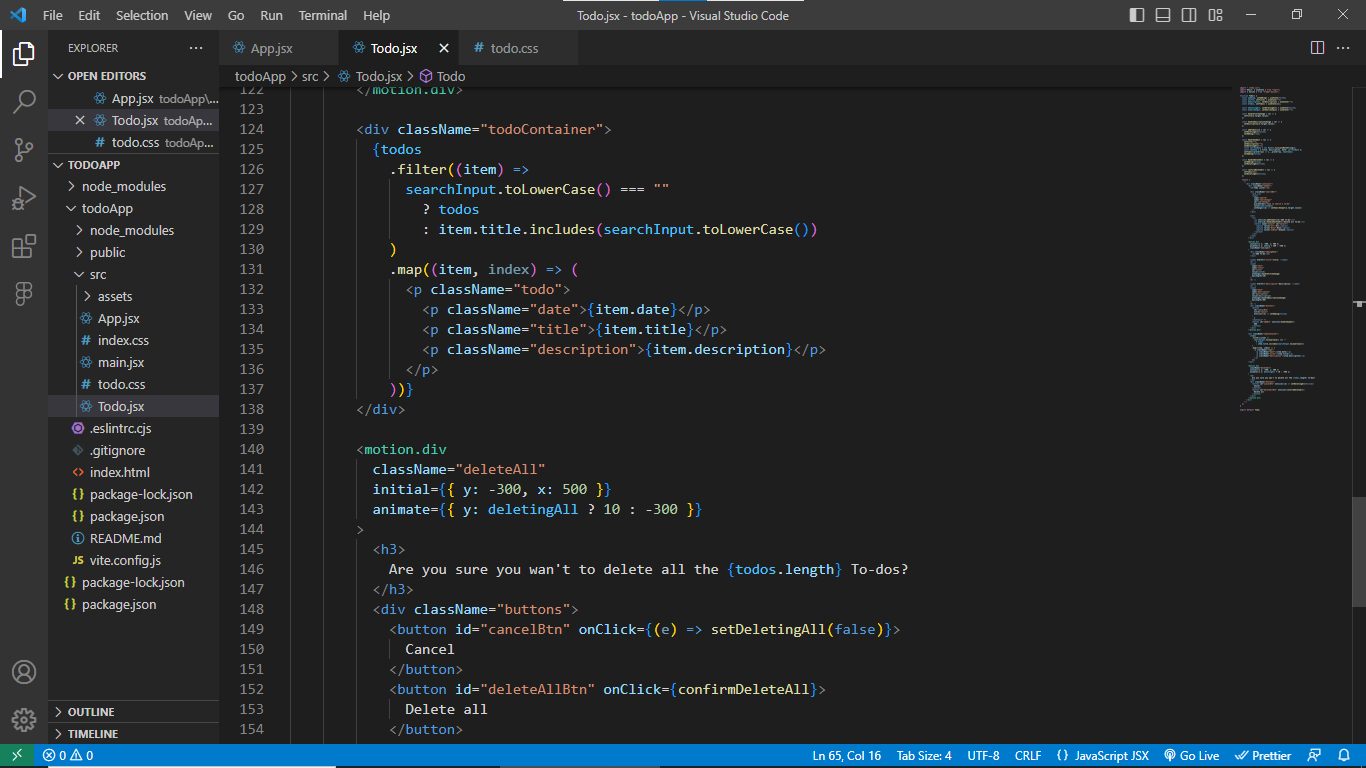 File Edit Selection View Go Run Terminal Help
Todo.jsx - todoApp - Visual Studio Code
EXPLORER
OPEN EDITORS
App.jsx todoApp\...
Todo.jsx todoAp...
todo.css todoAp...
TODOAPP
node_modules
todoApp
node_modules
public
src
assets
App.jsx
index.css
main.jsx
todo.css
Todo.jsx
.eslintrc.cjs
.gitignore
index.html
package-lock.json
package.json
README.md
vite.config.js
package-lock.json
package.json
OUTLINE
TIMELINE
App.jsx Todo.jsx todo.css
todoApp > src > Todo.jsx > Todo
122 </motion.div>
123
124 <div className="todoContainer">
125 {todos
126 .filter((item) =>
127 searchInput.toLowerCase() === ""
128 ? todos
129 : item.title.includes(searchInput.toLowerCase())
130 )
131 .map((item, index) => (
132 <p className="todo">
133 <p className="date">{item.date}</p>
134 <p className="title">{item.title}</p>
135 <p className="description">{item.description}</p>
136 </p>
137 ))}
138 </div>
139
140 <motion.div
141 className="deleteAll"
142 initial={{ y: -300, x: 500 }}
143 animate={{ y: deletingAll ? 10 : -300 }}
144 >
145 <h3>
146 Are you sure you wan't to delete all the {todos.length} To-dos?
147 </h3>
148 <div className="buttons">
149 <button id="cancelBtn" onClick={(e) => setDeletingAll(false)}>
150 Cancel
151 </button>
152 <button id="deleteAllBtn" onClick={confirmDeleteAll}>
153 Delete all
154 </button>
0 0 Ln 65, Col 16 Tab Size: 4 UTF-8 CRLF {} JavaScript JSX Go Live Prettier